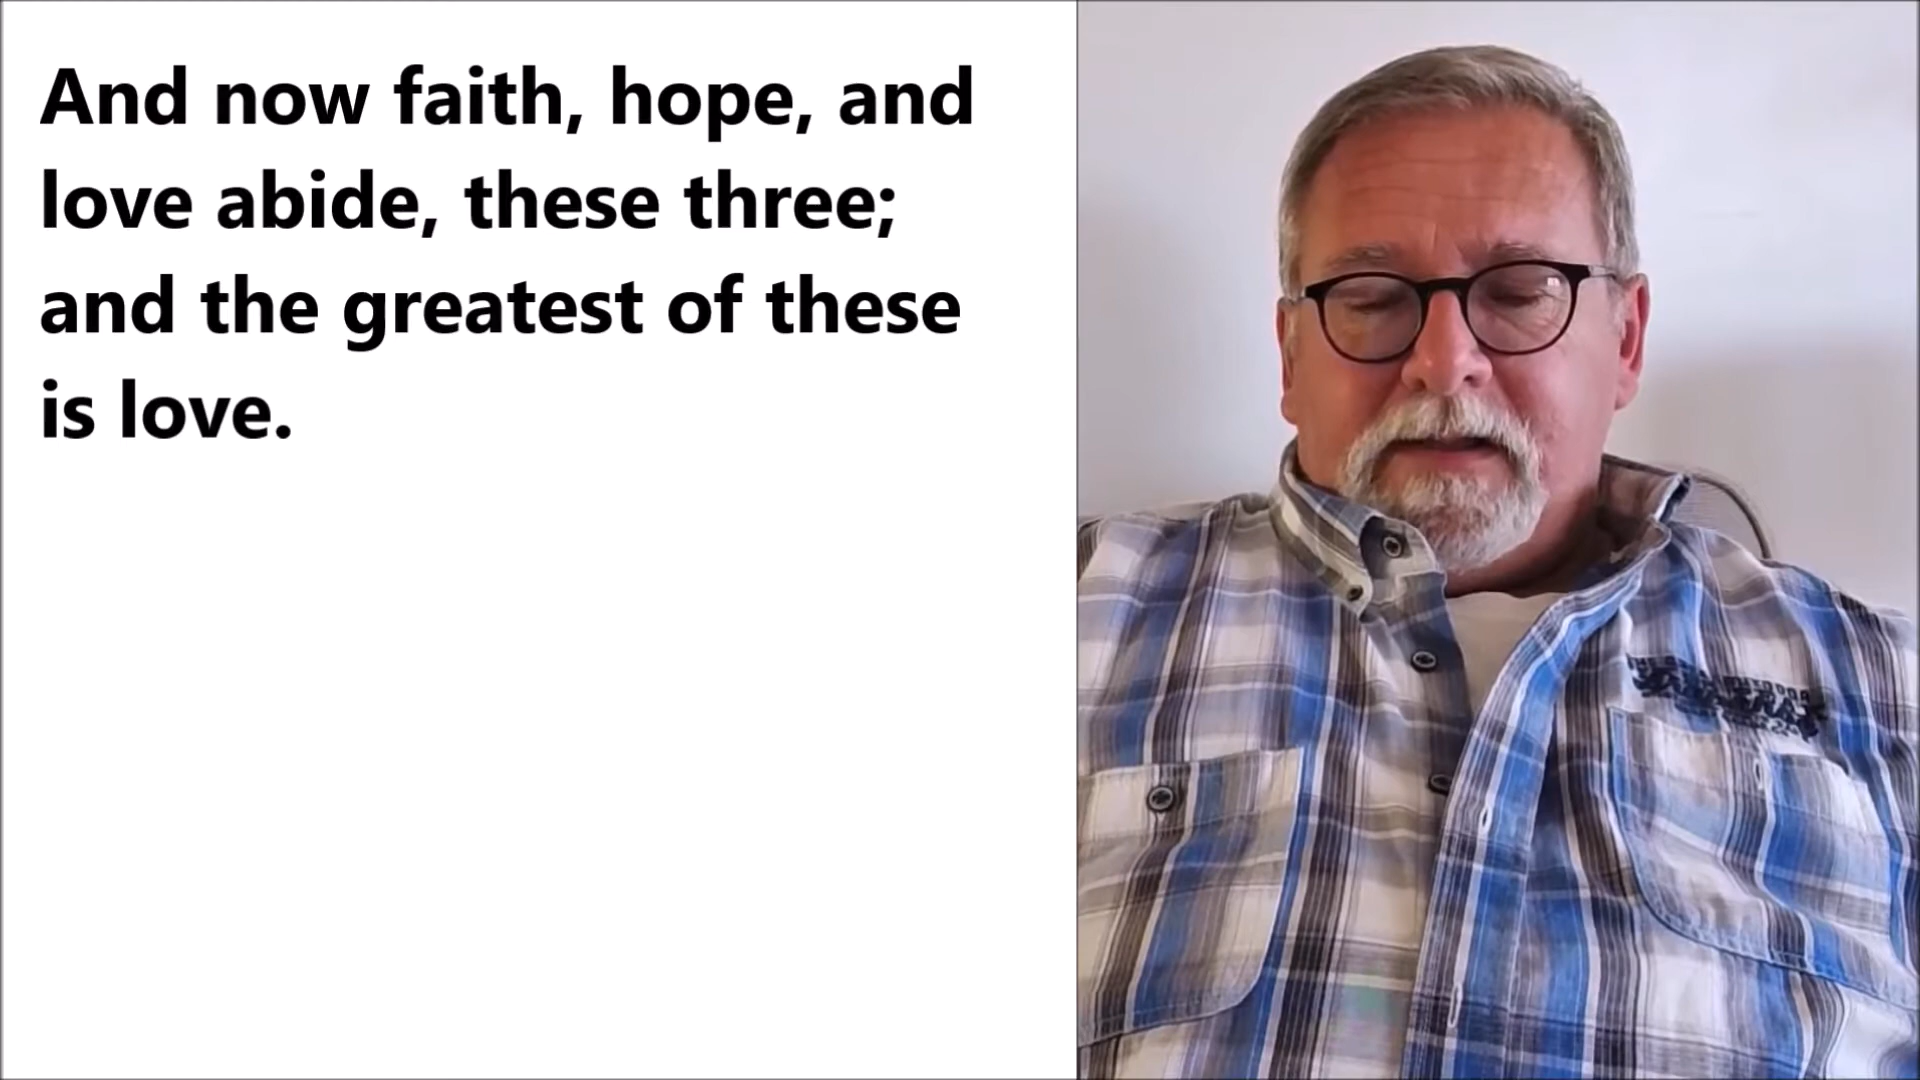 And now faith, hope, and
love abide, these three;
and the greatest of these
is love.